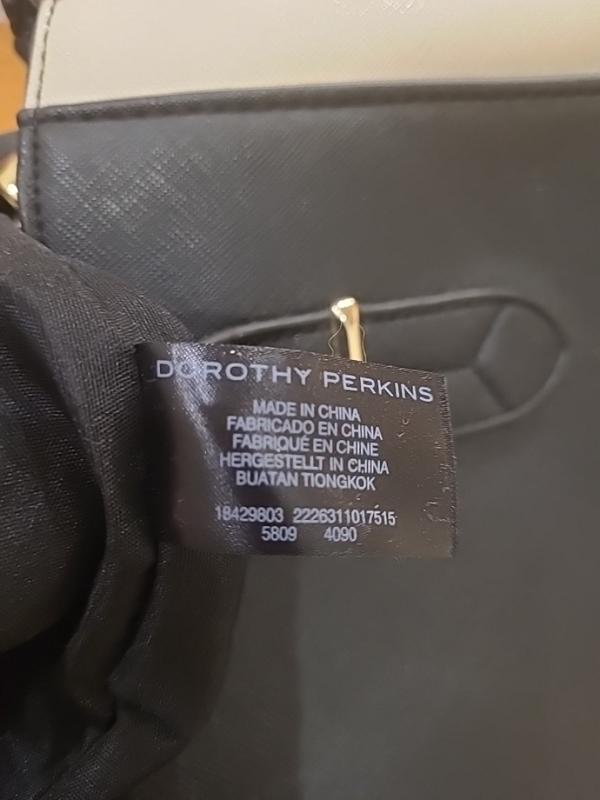 DOROTHY PERKINS
MADE IN CHINA
FABRICADO EN CHINA
FABRIQUÉ EN CHINE
HERGESTELLT IN CHINA
BUATAN TIONGKOK
18429803 2226311017515
5809 4090